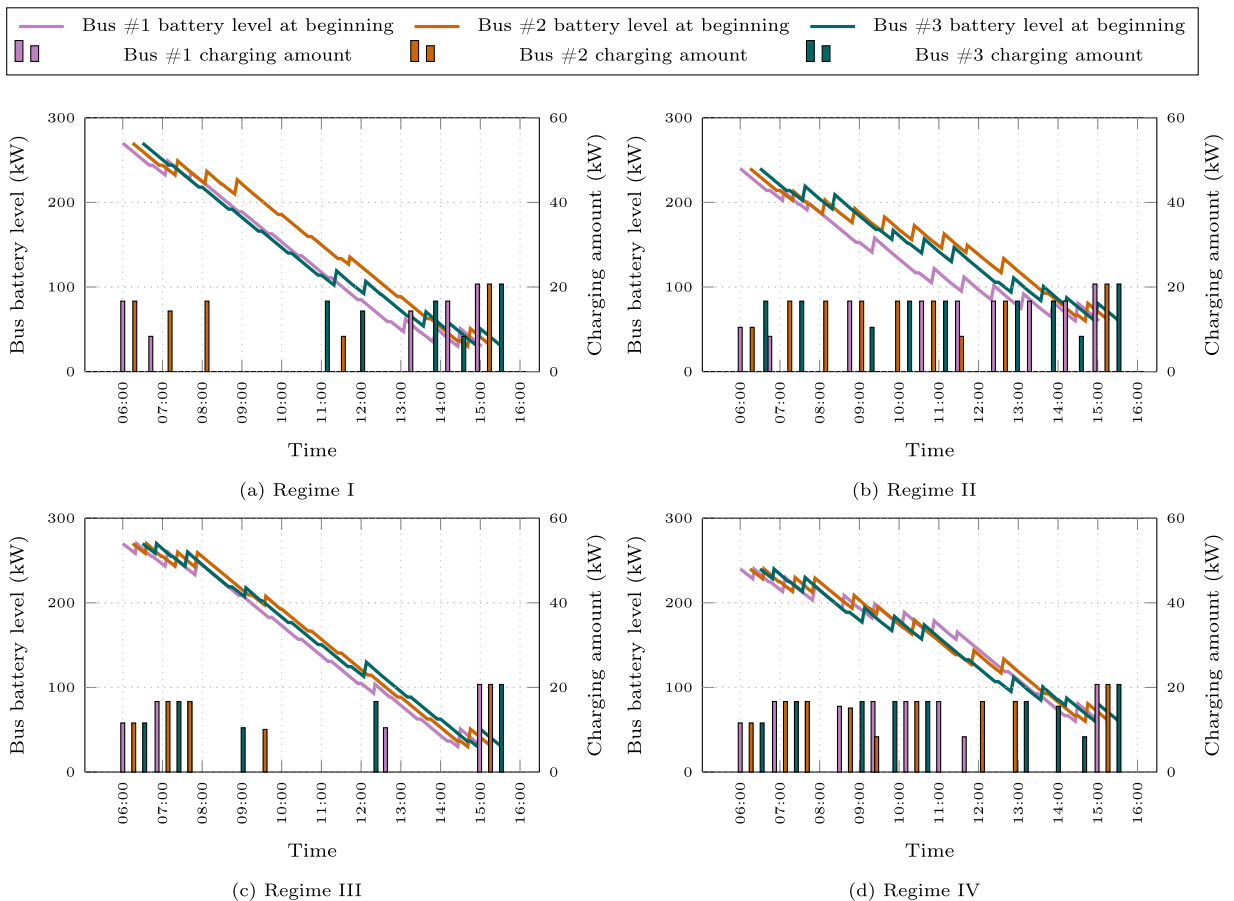 Bus #1 battery level at beginning Bus #2 battery level at beginning Bus #3 battery level at beginning
Bus #1 charging amount Bus #2 charging amount Bus #3 charging amount
Bus battery level (kW)
300
200
100
0
60
40
20
0
Charging amount (kW)
06:00 07:00 08:00 09:00 10:00 11:00 12:00 13:00 14:00 15:00 16:00
Time
(a) Regime I
Bus battery level (kW)
300
200
100
0
60
40
20
0
Charging amount (kW)
06:00 07:00 08:00 09:00 10:00 11:00 12:00 13:00 14:00 15:00 16:00
Time
(b) Regime II
Bus battery level (kW)
300
200
100
0
60
40
20
0
Charging amount (kW)
06:00 07:00 08:00 09:00 10:00 11:00 12:00 13:00 14:00 15:00 16:00
Time
(c) Regime III
Bus battery level (kW)
300
200
100
0
60
40
20
0
Charging amount (kW)
06:00 07:00 08:00 09:00 10:00 11:00 12:00 13:00 14:00 15:00 16:00
Time
(d) Regime IV